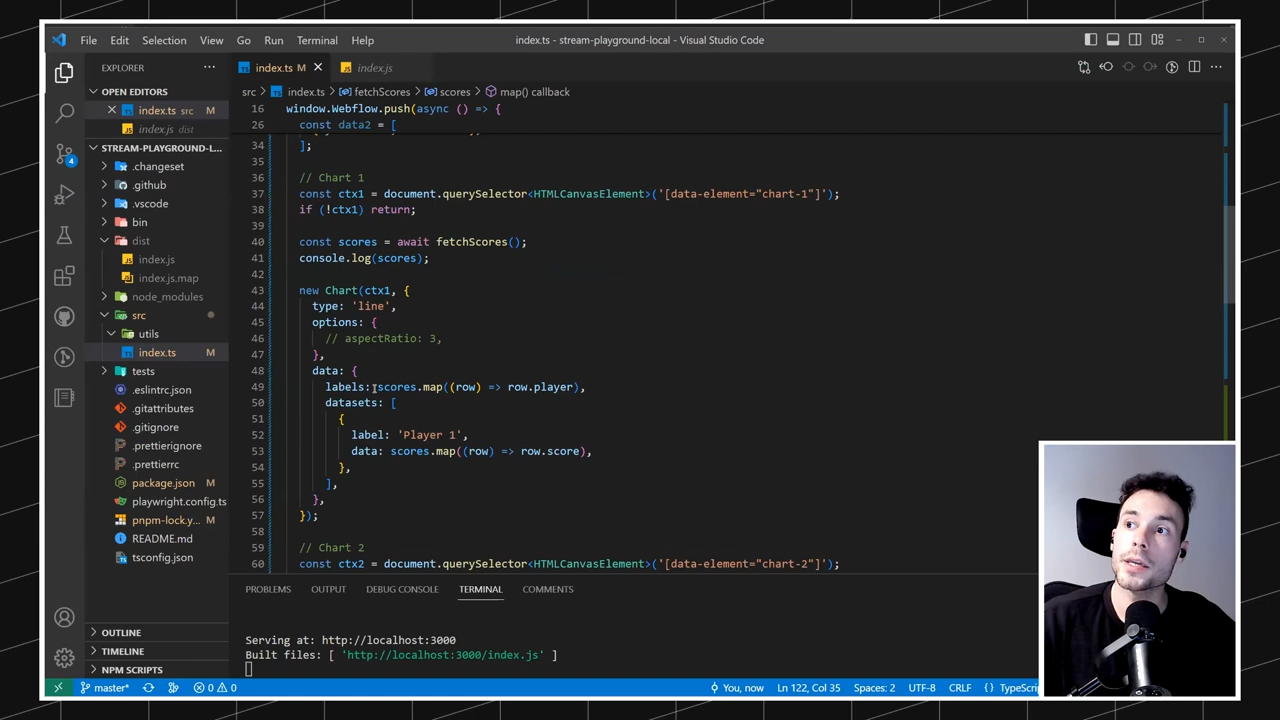 File Edit Selection View Go Run Terminal Help
index.ts - stream-playground-local - Visual Studio Code
EXPLORER
OPEN EDITORS
index.ts src M
index.js dist
STREAM-PLAYGROUND-L...
.changeset
.github
.vscode
bin
dist
index.js
index.js.map
node_modules
src
utils
index.ts M
tests
.eslintrc.json
.gitattributes
.gitignore
.prettierignore
.prettierrc
package.json M
playwright.config.ts
pnpm-lock.y... M
README.md
tsconfig.json
OUTLINE
TIMELINE
NPM SCRIPTS
4
index.ts M
index.js
src index.ts fetchScores scores map() callback
16 window.Webflow.push(async () => {
26 const data2 = [
34 ];
35
36 // Chart 1
37 const ctx1 = document.querySelector<HTMLCanvasElement>('[data-element="chart-1"]');
38 if (!ctx1) return;
39
40 const scores = await fetchScores();
41 console.log(scores);
42
43 new Chart(ctx1, {
44 type: 'line',
45 options: {
46 // aspectRatio: 3,
47 },
48 data: {
49 labels: scores.map((row) => row.player),
50 datasets: [
51 {
52 label: 'Player 1',
53 data: scores.map((row) => row.score),
54 },
55 ],
56 },
57 });
58
59 // Chart 2
60 const ctx2 = document.querySelector<HTMLCanvasElement>('[data-element="chart-2"]');
PROBLEMS OUTPUT DEBUG CONSOLE TERMINAL COMMENTS
Serving at: http://localhost:3000
Built files: [ 'http://localhost:3000/index.js' ]
master* 0 0 You, now Ln 122, Col 35 Spaces: 2 UTF-8 CRLF {} TypeScri